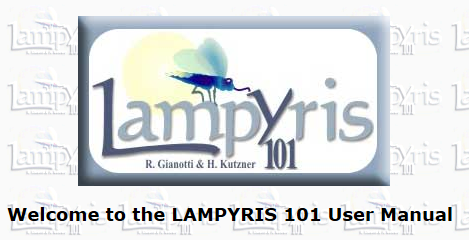 Lampyris
101
R. Gianotti & H. Kutzner
Welcome to the LAMPYRIS 101 User Manual